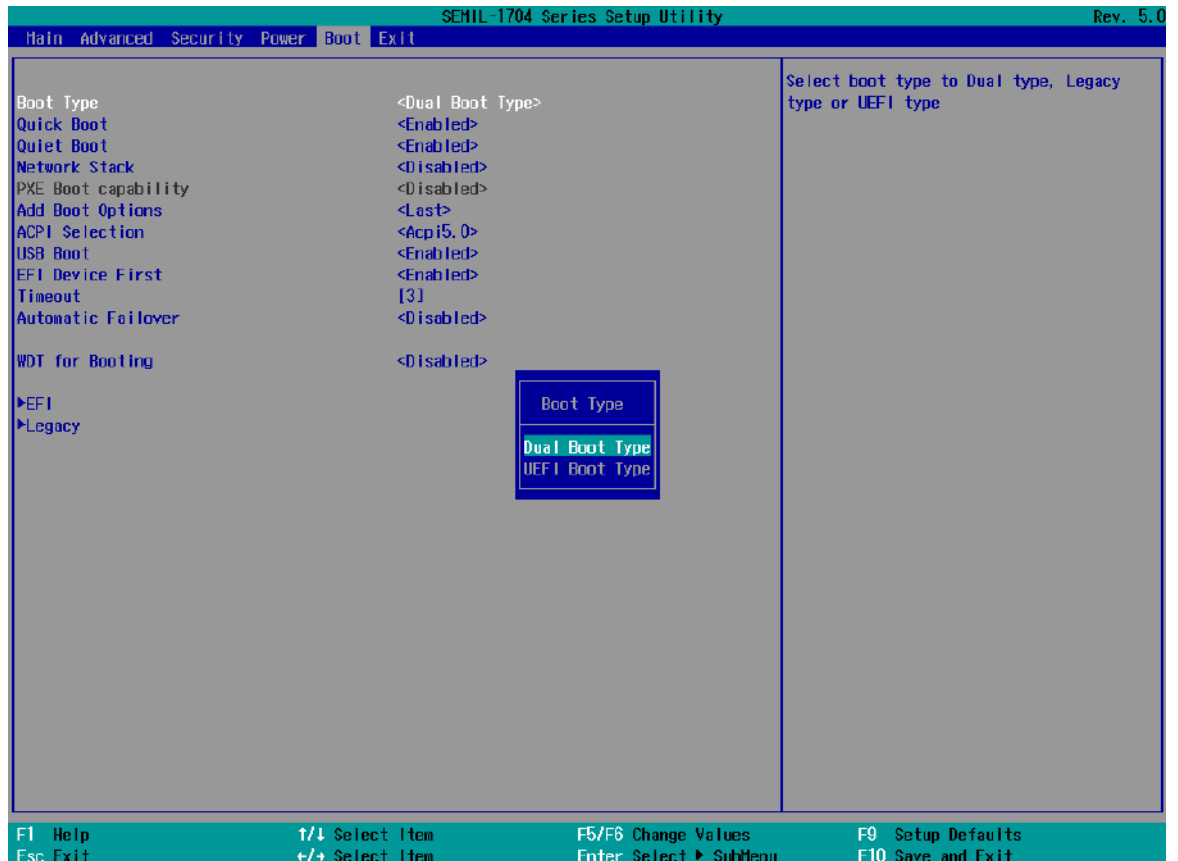 SEMIL-1704 Series Setup Utility Rev. 5.0
Main Advanced Security Power Boot Exit
Select boot type to Dual type, Legacy
type or UEFI type
Boot Type <Dual Boot Type>
Quick Boot <Enabled>
Quiet Boot <Enabled>
Network Stack <Disabled>
PXE Boot capability <Disabled>
Add Boot Options <Last>
ACPI Selection <Acpi5.0>
USB Boot <Enabled>
EFI Device First <Enabled>
Timeout [3]
Automatic Failover <Disabled>
WDT for Booting <Disabled>
▶EFI
▶Legacy
Boot Type
Dual Boot Type
UEFI Boot Type
F1 Help ↑/↓ Select Item F5/F6 Change Values F9 Setup Defaults
Esc Exit ←/→ Select Item Enter Select ▶ SubMenu F10 Save and Exit